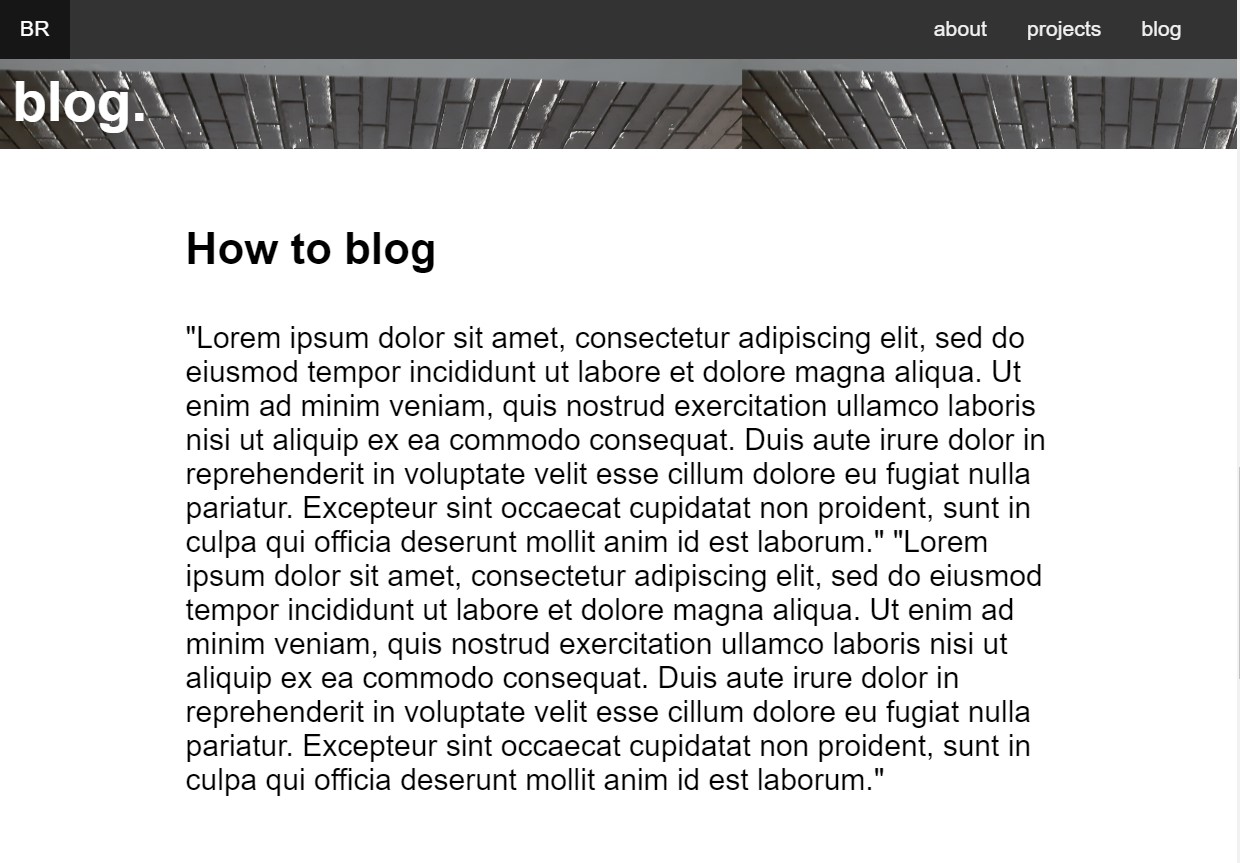 BR
about projects blog
blog.
How to blog
"Lorem ipsum dolor sit amet, consectetur adipiscing elit, sed do
eiusmod tempor incididunt ut labore et dolore magna aliqua. Ut
enim ad minim veniam, quis nostrud exercitation ullamco laboris
nisi ut aliquip ex ea commodo consequat. Duis aute irure dolor in
reprehenderit in voluptate velit esse cillum dolore eu fugiat nulla
pariatur. Excepteur sint occaecat cupidatat non proident, sunt in
culpa qui officia deserunt mollit anim id est laborum." "Lorem
ipsum dolor sit amet, consectetur adipiscing elit, sed do eiusmod
tempor incididunt ut labore et dolore magna aliqua. Ut enim ad
minim veniam, quis nostrud exercitation ullamco laboris nisi ut
aliquip ex ea commodo consequat. Duis aute irure dolor in
reprehenderit in voluptate velit esse cillum dolore eu fugiat nulla
pariatur. Excepteur sint occaecat cupidatat non proident, sunt in
culpa qui officia deserunt mollit anim id est laborum."